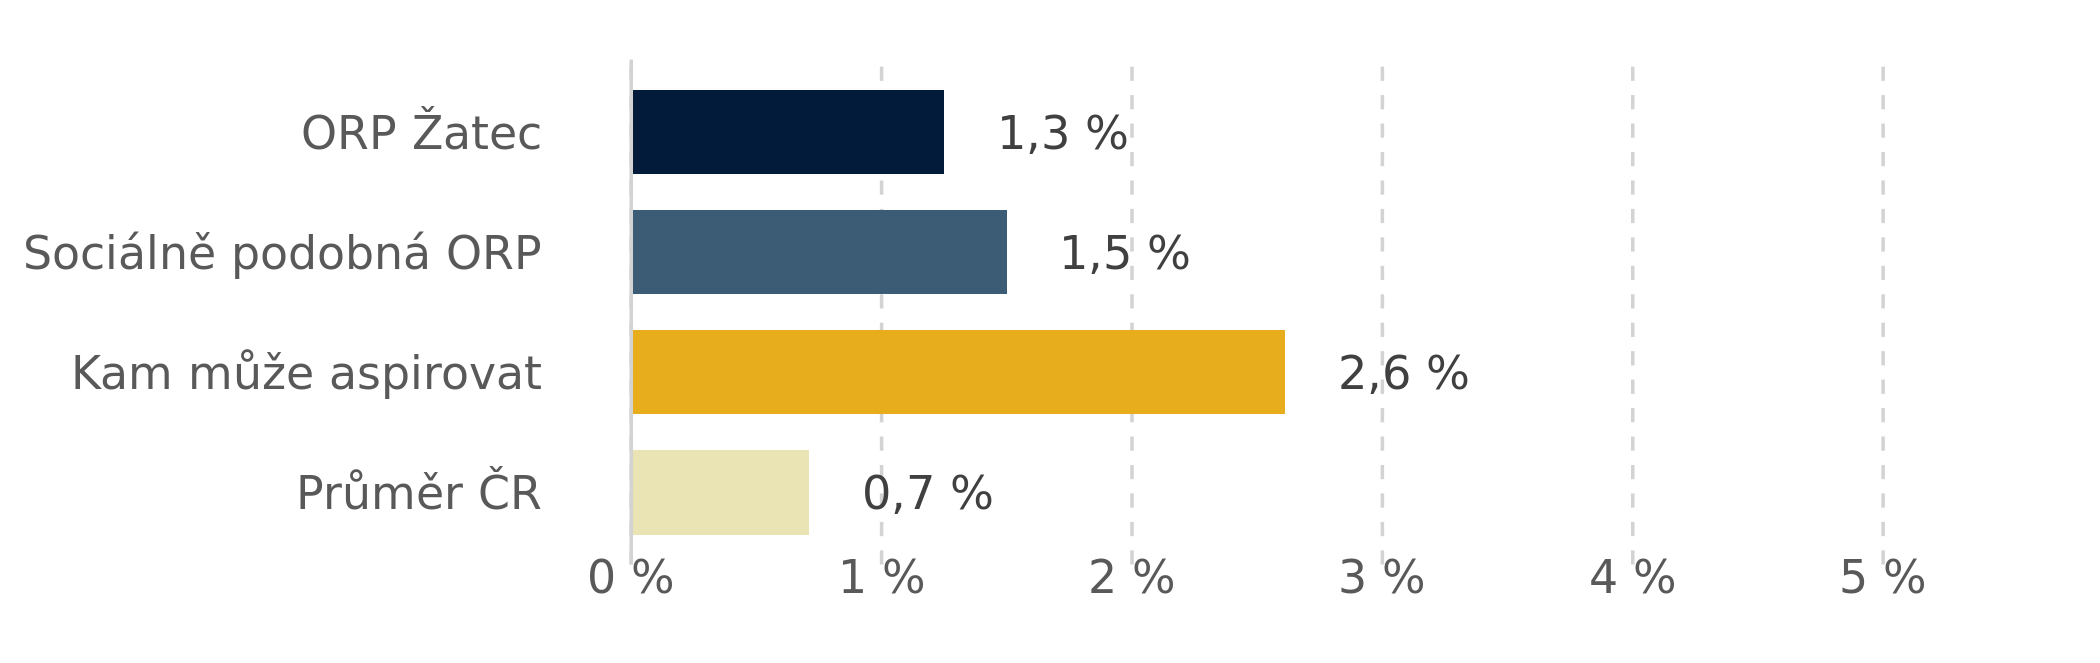 ORP Žatec 1,3 %
Sociálně podobná ORP 1,5 %
Kam může aspirovat 2,6 %
Průměr ČR 0,7 %
0 % 1 % 2 % 3 % 4 % 5 %